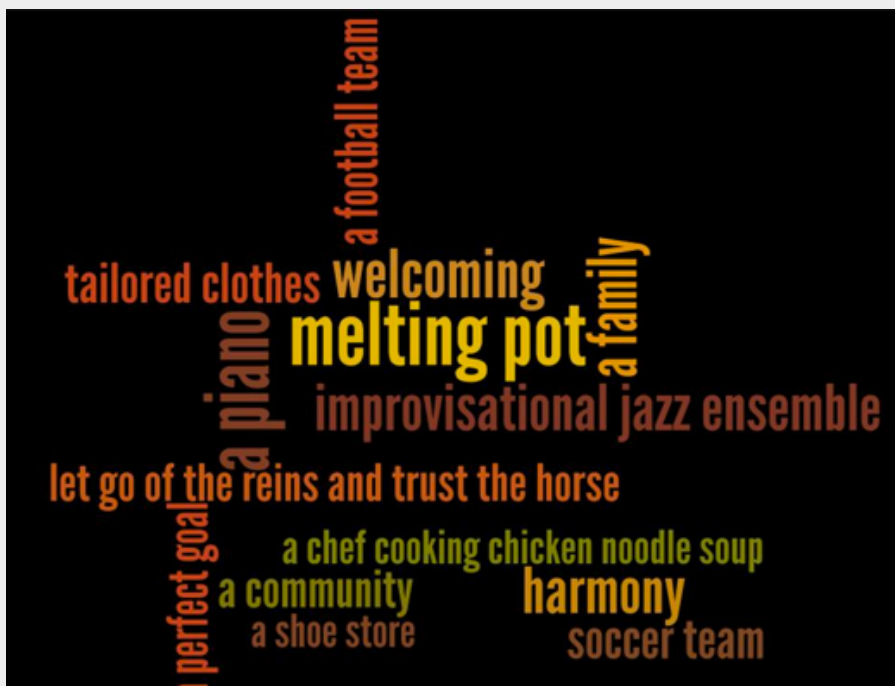 a football team
tailored clothes
welcoming
a family
melting pot
a piano
improvisational jazz ensemble
let go of the reins and trust the horse
perfect goal
a chef cooking chicken noodle soup
a community
harmony
a shoe store
soccer team